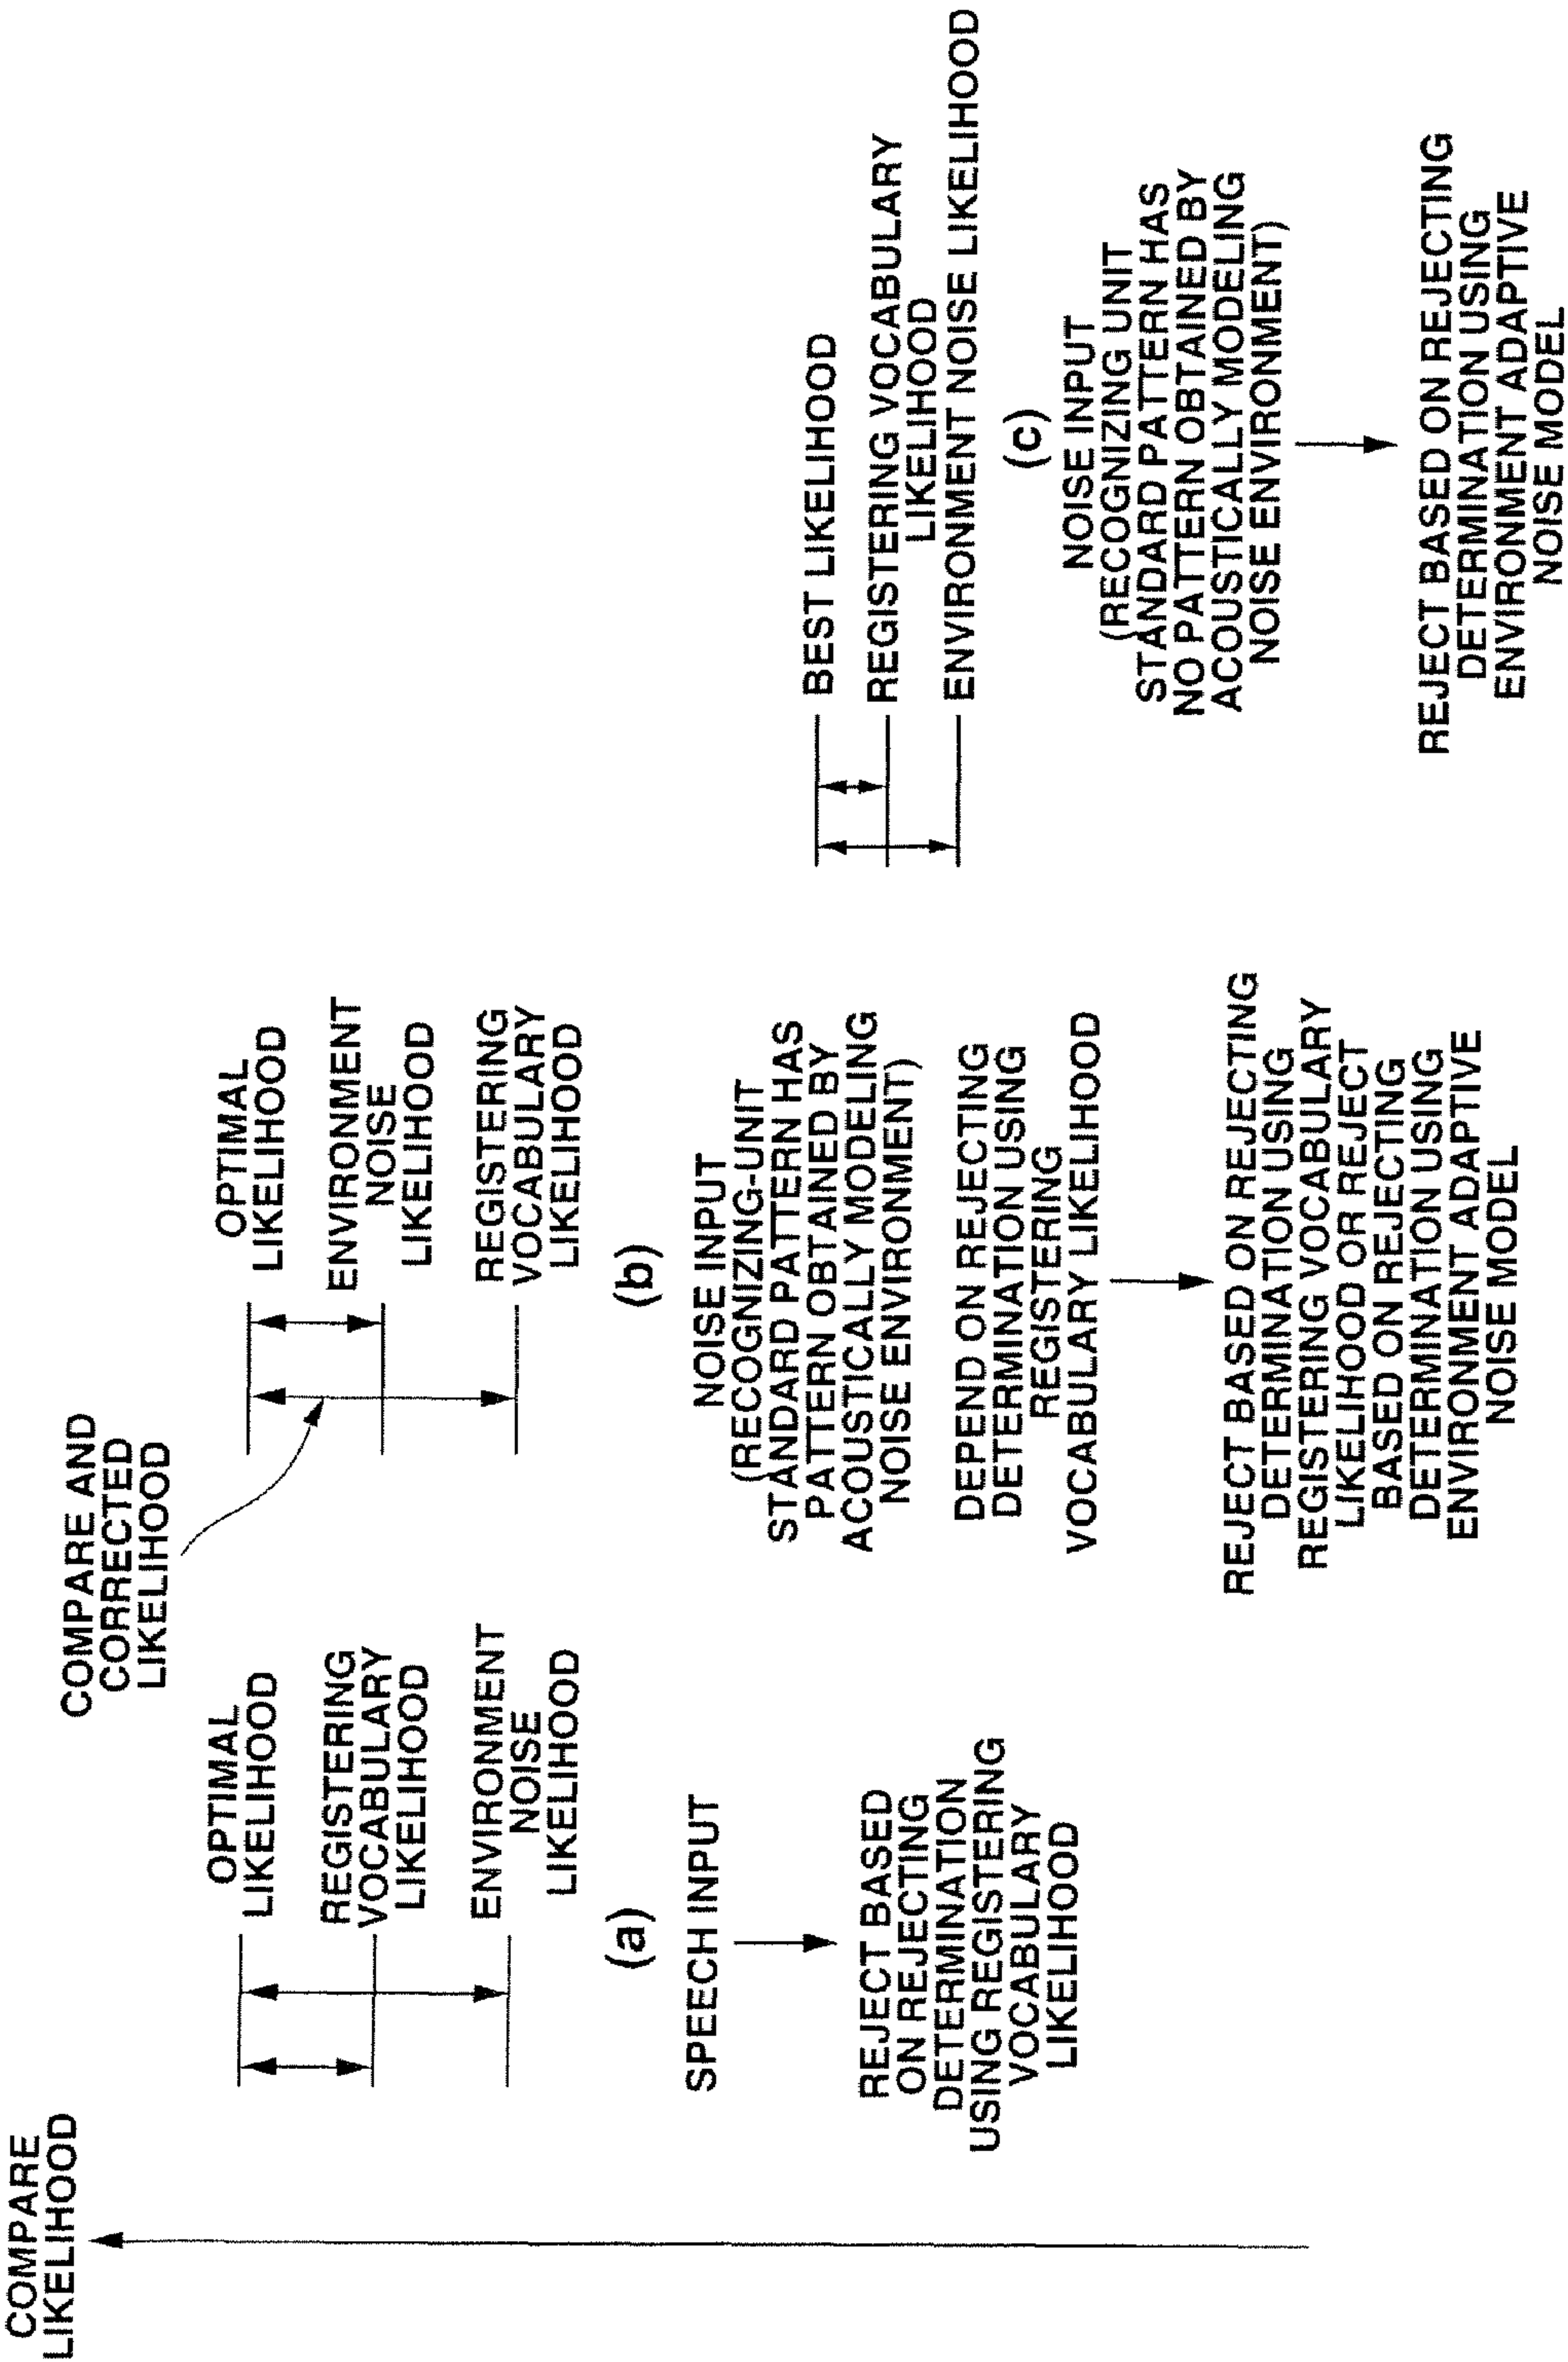 COMPARE
LIKELIHOOD
OPTIMAL
LIKELIHOOD
REGISTERING
VOCABULARY
LIKELIHOOD
ENVIRONMENT
NOISE
LIKELIHOOD
(a)
SPEECH INPUT
REJECT BASED
ON REJECTING
DETERMINATION
USING REGISTERING
VOCABULARY
LIKELIHOOD
COMPARE AND
CORRECTED
LIKELIHOOD
OPTIMAL
LIKELIHOOD
ENVIRONMENT
NOISE
LIKELIHOOD
REGISTERING
VOCABULARY
LIKELIHOOD
(b)
NOISE INPUT
(RECOGNIZING-UNIT
STANDARD PATTERN HAS
PATTERN OBTAINED BY
ACOUSTICALLY MODELING
NOISE ENVIRONMENT)
DEPEND ON REJECTING
DETERMINATION USING
REGISTERING
VOCABULARY LIKELIHOOD
REJECT BASED ON REJECTING
DETERMINATION USING
REGISTERING VOCABULARY
LIKELIHOOD OR REJECT
BASED ON REJECTING
DETERMINATION USING
ENVIRONMENT ADAPTIVE
NOISE MODEL
BEST LIKELIHOOD
REGISTERING VOCABULARY
LIKELIHOOD
ENVIRONMENT NOISE LIKELIHOOD
(c)
NOISE INPUT
(RECOGNIZING UNIT
STANDARD PATTERN HAS
NO PATTERN OBTAINED BY
ACOUSTICALLY MODELING
NOISE ENVIRONMENT)
REJECT BASED ON REJECTING
DETERMINATION USING
ENVIRONMENT ADAPTIVE
NOISE MODEL